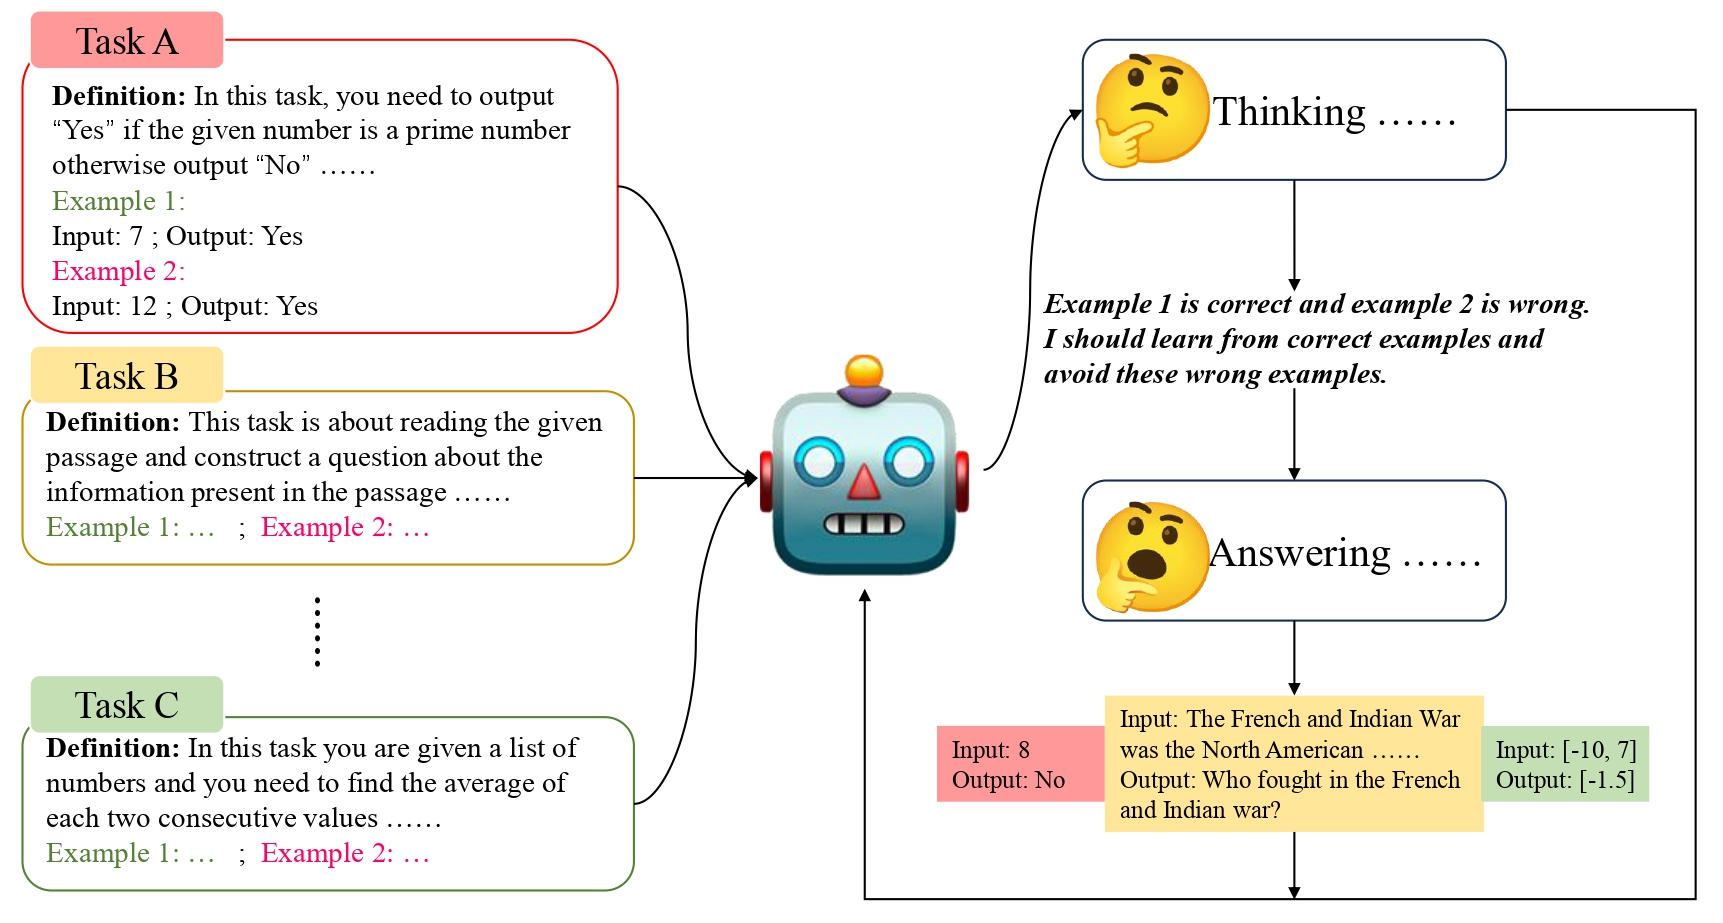 Task A
Definition: In this task, you need to output
“Yes” if the given number is a prime number
otherwise output “No” ……
Example 1:
Input: 7 ; Output: Yes
Example 2:
Input: 12 ; Output: Yes
Task B
Definition: This task is about reading the given
passage and construct a question about the
information present in the passage ……
Example 1: … ; Example 2: …
Task C
Definition: In this task you are given a list of
numbers and you need to find the average of
each two consecutive values ……
Example 1: … ; Example 2: …
Thinking ……
Example 1 is correct and example 2 is wrong.
I should learn from correct examples and
avoid these wrong examples.
Answering ……
Input: 8
Output: No
Input: The French and Indian War
was the North American ……
Output: Who fought in the French
and Indian war?
Input: [-10, 7]
Output: [-1.5]